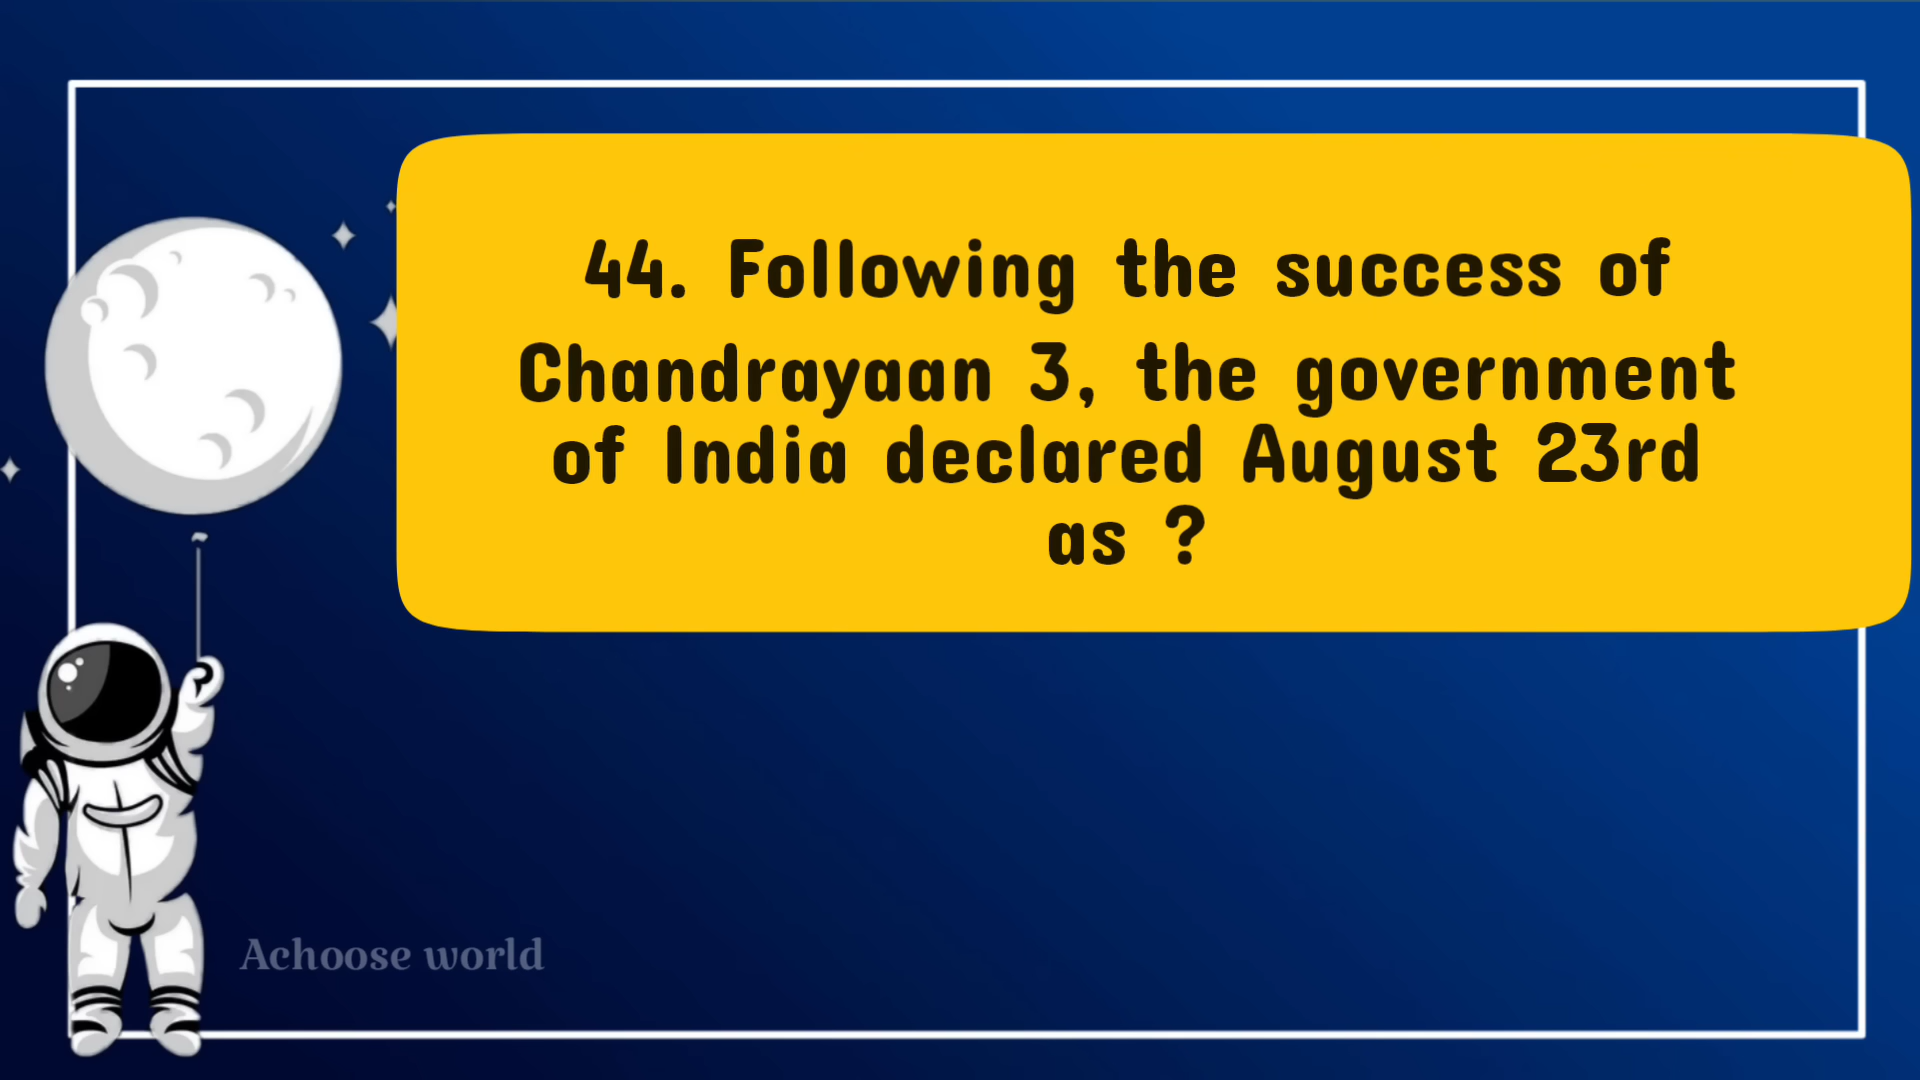 44. Following the success of
Chandrayaan 3, the government
of India declared August 23rd
as ?
Achoose world